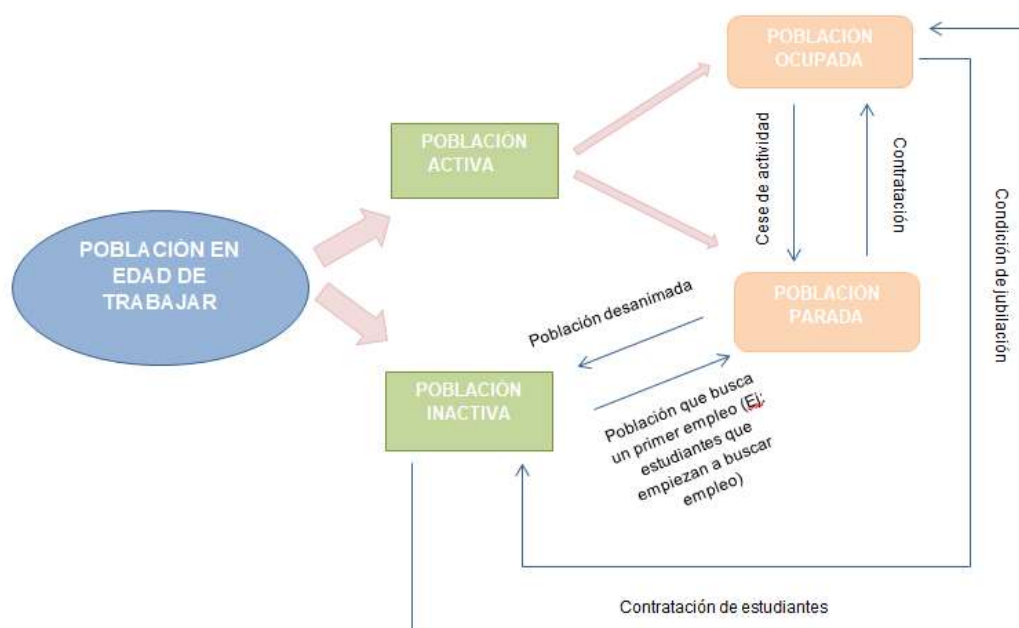 POBLACIÓN
OCUPADA
POBLACIÓN
ACTIVA
Cese de actividad
Contratación
Condición de jubilación
POBLACIÓN EN
EDAD DE
TRABAJAR
POBLACIÓN
PARADA
Población desanimada
POBLACIÓN
INACTIVA
Población que busca
un primer empleo (Ej:
estudiantes que
empiezan a buscar
empleo)
Contratación de estudiantes